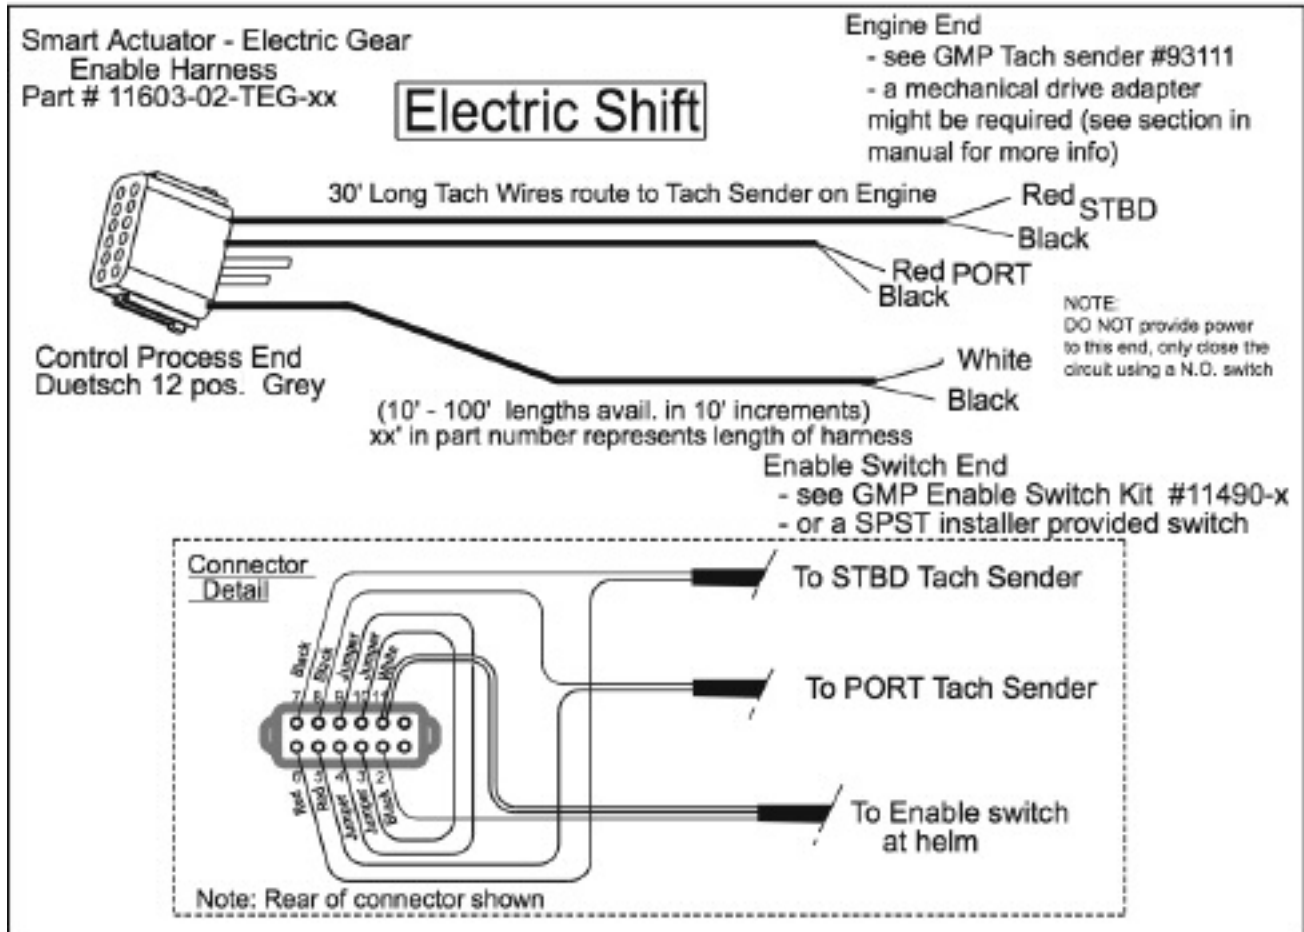 Smart Actuator - Electric Gear
Enable Harness
Part # 11603-02-TEG-xx
Electric Shift
Engine End
- see GMP Tach sender #93111
- a mechanical drive adapter
might be required (see section in
manual for more info)
30' Long Tach Wires route to Tach Sender on Engine
Red
STBD
Black
Red PORT
Black
NOTE:
DO NOT provide power
to this end, only close the
circuit using a N.O. switch
Control Process End
Duetsch 12 pos. Grey
White
Black
(10' - 100' lengths avail. in 10' increments)
xx' in part number represents length of harness
Enable Switch End
- see GMP Enable Switch Kit #11490-x
- or a SPST installer provided switch
Connector
Detail
To STBD Tach Sender
Black
Black
Jumper
Jumper
White
7 8 9 10 11
To PORT Tach Sender
6 5 4 3 2
Red
Red
Jumper
Jumper
Black
To Enable switch
at helm
Note: Rear of connector shown